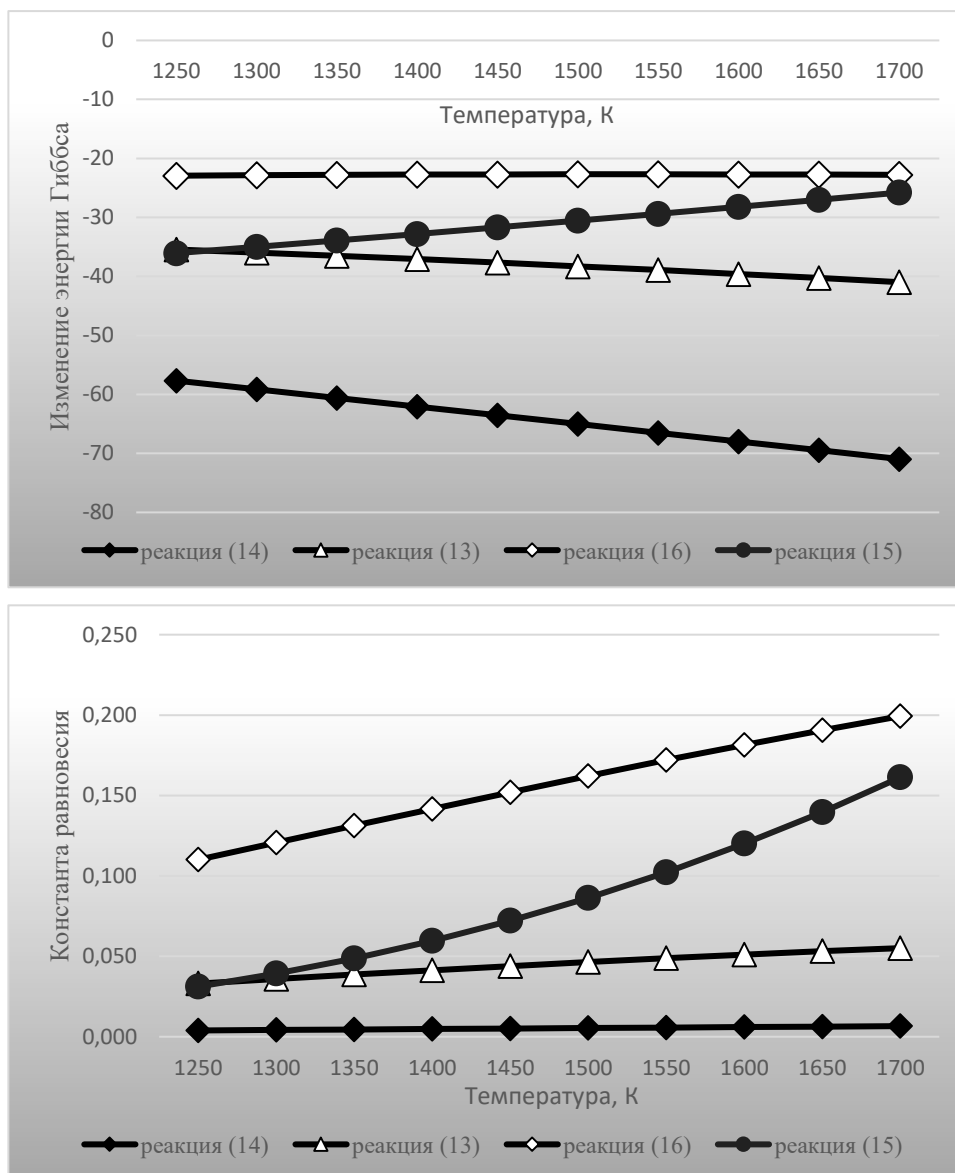 0
1250 1300 1350 1400 1450 1500 1550 1600 1650 1700
-10
Температура, К
-20
-30
-40
-50
-60
-70
-80
Изменение энергии Гиббса
реакция (14) реакция (13) реакция (16) реакция (15)
0,250
0,200
0,150
0,100
0,050
0,000
Константа равновесия
1250 1300 1350 1400 1450 1500 1550 1600 1650 1700
Температура, К
реакция (14) реакция (13) реакция (16) реакция (15)